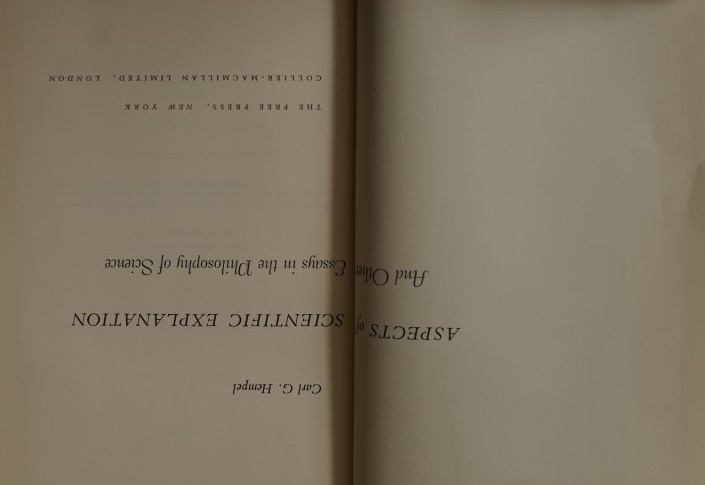 Carl G. Hempel
ASPECTS of SCIENTIFIC EXPLANATION
And Other Essays in the Philosophy of Science
THE FREE PRESS, NEW YORK
COLLIER-MACMILLAN LIMITED, LONDON